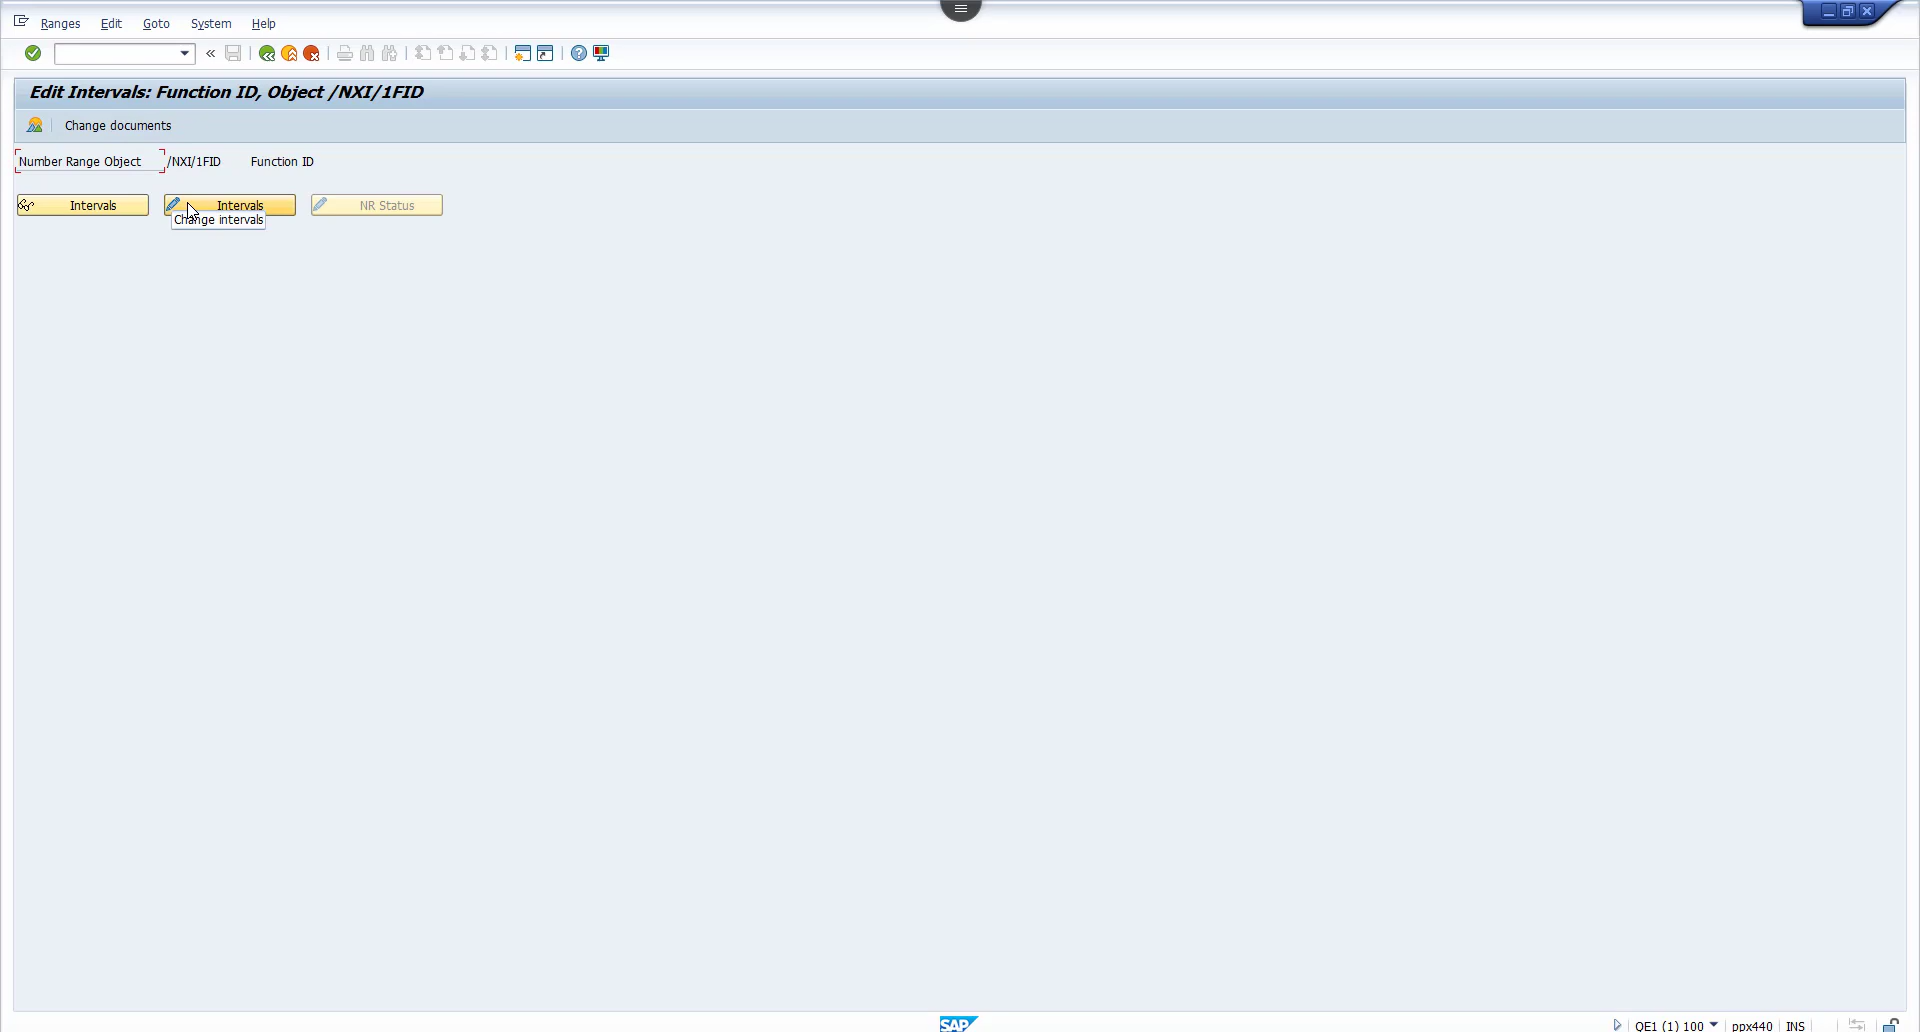 Ranges Edit Goto System Help
Edit Intervals: Function ID, Object /NXI/1FID
Change documents
Number Range Object /NXI/1FID Function ID
Intervals Intervals NR Status
Change intervals
SAP QE1 (1) 100 ppx440 INS